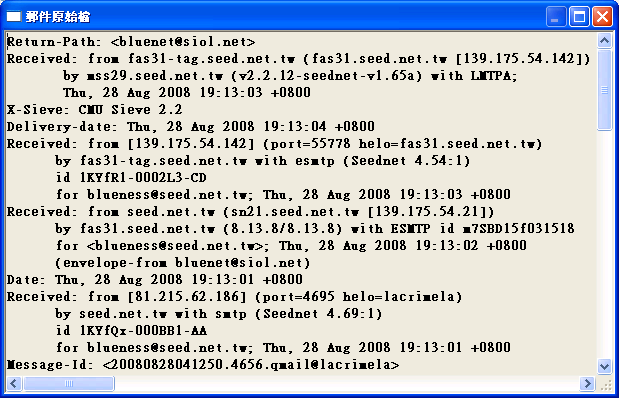 郵件原始檔
Return-Path: <bluenet@siol.net>
Received: from fas31-tag.seed.net.tw (fas31.seed.net.tw [139.175.54.142])
by mss29.seed.net.tw (v2.2.12-seednet-v1.65a) with LMTPA;
Thu, 28 Aug 2008 19:13:03 +0800
X-Sieve: CMU Sieve 2.2
Delivery-date: Thu, 28 Aug 2008 19:13:04 +0800
Received: from [139.175.54.142] (port=55778 helo=fas31.seed.net.tw)
by fas31-tag.seed.net.tw with esmtp (Seednet 4.54:1)
id 1KYfR1-0002L3-CD
for blueness@seed.net.tw; Thu, 28 Aug 2008 19:13:03 +0800
Received: from seed.net.tw (sn21.seed.net.tw [139.175.54.21])
by fas31.seed.net.tw (8.13.8/8.13.8) with ESMTP id m7SBD15f031518
for <blueness@seed.net.tw>; Thu, 28 Aug 2008 19:13:02 +0800
(envelope-from bluenet@siol.net)
Date: Thu, 28 Aug 2008 19:13:01 +0800
Received: from [81.215.62.186] (port=4695 helo=lacrimela)
by seed.net.tw with smtp (Seednet 4.69:1)
id 1KYfQx-000BB1-AA
for blueness@seed.net.tw; Thu, 28 Aug 2008 19:13:01 +0800
Message-Id: <20080828041250.4656.qmail@lacrimela>